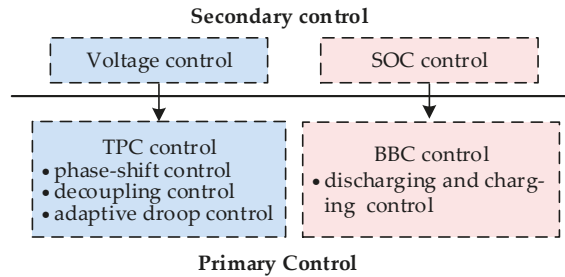 Secondary control
Voltage control
SOC control
TPC control
• phase-shift control
• decoupling control
• adaptive droop control
BBC control
• discharging and charg-
ing control
Primary Control